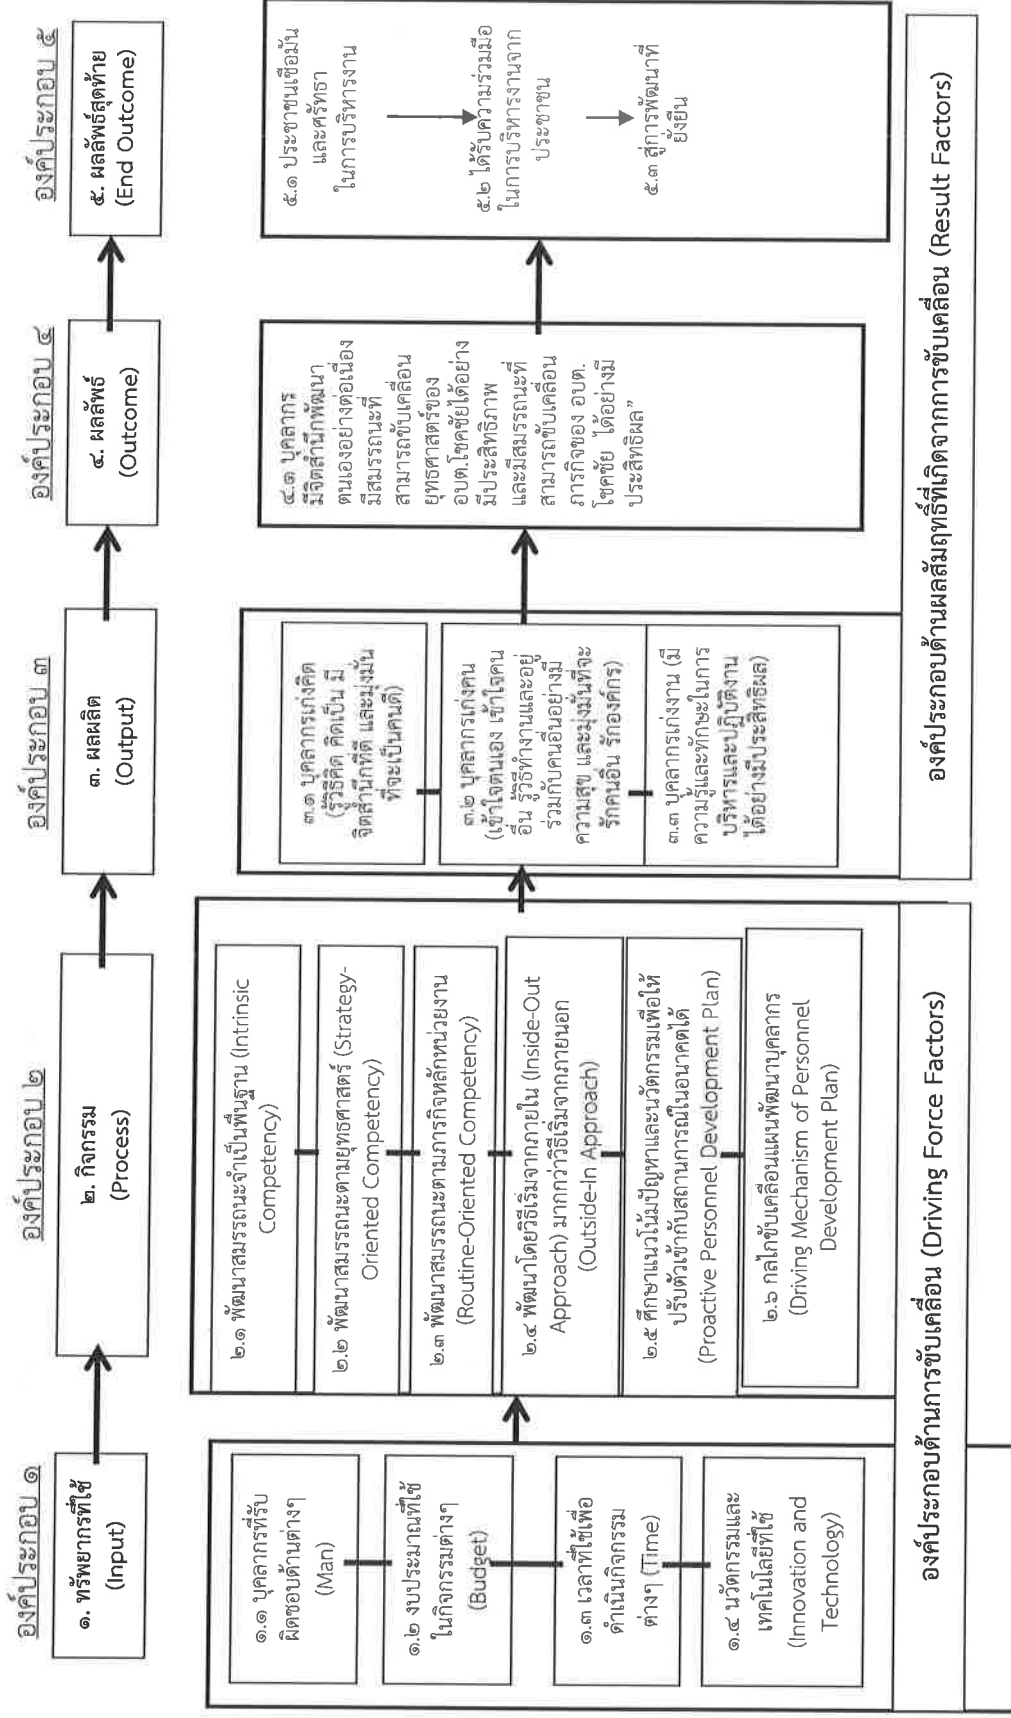 องค์ประกอบ ๑
๑. ทรัพยากรที่ใช้
(Input)
๑.๑ บุคลากรที่รับ
ผิดชอบด้านต่างๆ
(Man)
๑.๒ งบประมาณที่ใช้
ในกิจกรรมต่างๆ
(Budget)
๑.๓ เวลาที่ใช้เพื่อ
ดำเนินกิจกรรม
ต่างๆ (Time)
๑.๔ นวัตกรรมและ
เทคโนโลยีที่ใช้
(Innovation and
Technology)
องค์ประกอบ ๒
๒. กิจกรรม
(Process)
๒.๑ พัฒนาสมรรถนะจำเป็นพื้นฐาน (Intrinsic
Competency)
๒.๒ พัฒนาสมรรถนะตามยุทธศาสตร์ (Strategy-
Oriented Competency)
๒.๓ พัฒนาสมรรถนะตามภารกิจหลักหน่วยงาน
(Routine-Oriented Competency)
๒.๔ พัฒนาโดยวิธีเริ่มจากภายใน (Inside-Out
Approach) มากกว่าวิธีเริ่มจากภายนอก
(Outside-In Approach)
๒.๕ ศึกษาแนวโน้มปัญหาและนวัตกรรมเพื่อให้
ปรับตัวเข้ากับสถานการณ์ในอนาคตได้
(Proactive Personnel Development Plan)
๒.๖ กลไกขับเคลื่อนแผนพัฒนาบุคลากร
(Driving Mechanism of Personnel
Development Plan)
องค์ประกอบด้านการขับเคลื่อน (Driving Force Factors)
องค์ประกอบ ๓
๓. ผลผลิต
(Output)
๓.๑ บุคลากรเก่งคิด
(รู้วิธีคิด คิดเป็น มี
จิตสำนึกที่ดี และมุ่งมั่น
ที่จะเป็นคนดี)
๓.๒ บุคลากรเก่งคน
(เข้าใจตนเอง เข้าใจคน
อื่น รู้วิธีทำงานและอยู่
ร่วมกับคนอื่นอย่างมี
ความสุข และมุ่งมั่นที่จะ
รักคนอื่น รักองค์กร)
๓.๓ บุคลากรเก่งงาน (มี
ความรู้และทักษะในการ
บริหารและปฏิบัติงาน
ได้อย่างมีประสิทธิผล)
องค์ประกอบ ๔
๔. ผลลัพธ์
(Outcome)
๔.๑ บุคลากร
มีจิตสำนึกพัฒนา
ตนเองอย่างต่อเนื่อง
มีสมรรถนะที่
สามารถขับเคลื่อน
ยุทธศาสตร์ของ
อบต.โชคชัยได้อย่าง
มีประสิทธิภาพ
และมีสมรรถนะที่
สามารถขับเคลื่อน
ภารกิจของ อบต.
โชคชัย ได้อย่างมี
ประสิทธิผล”
องค์ประกอบ ๕
๕. ผลลัพธ์สุดท้าย
(End Outcome)
๕.๑ ประชาชนเชื่อมั่น
และศรัทธา
ในการบริหารงาน
๕.๒ ได้รับความร่วมมือ
ในการบริหารงานจาก
ประชาชน
๕.๓ สู่การพัฒนาที่
ยั่งยืน
องค์ประกอบด้านผลสัมฤทธิ์ที่เกิดจากการขับเคลื่อน (Result Factors)